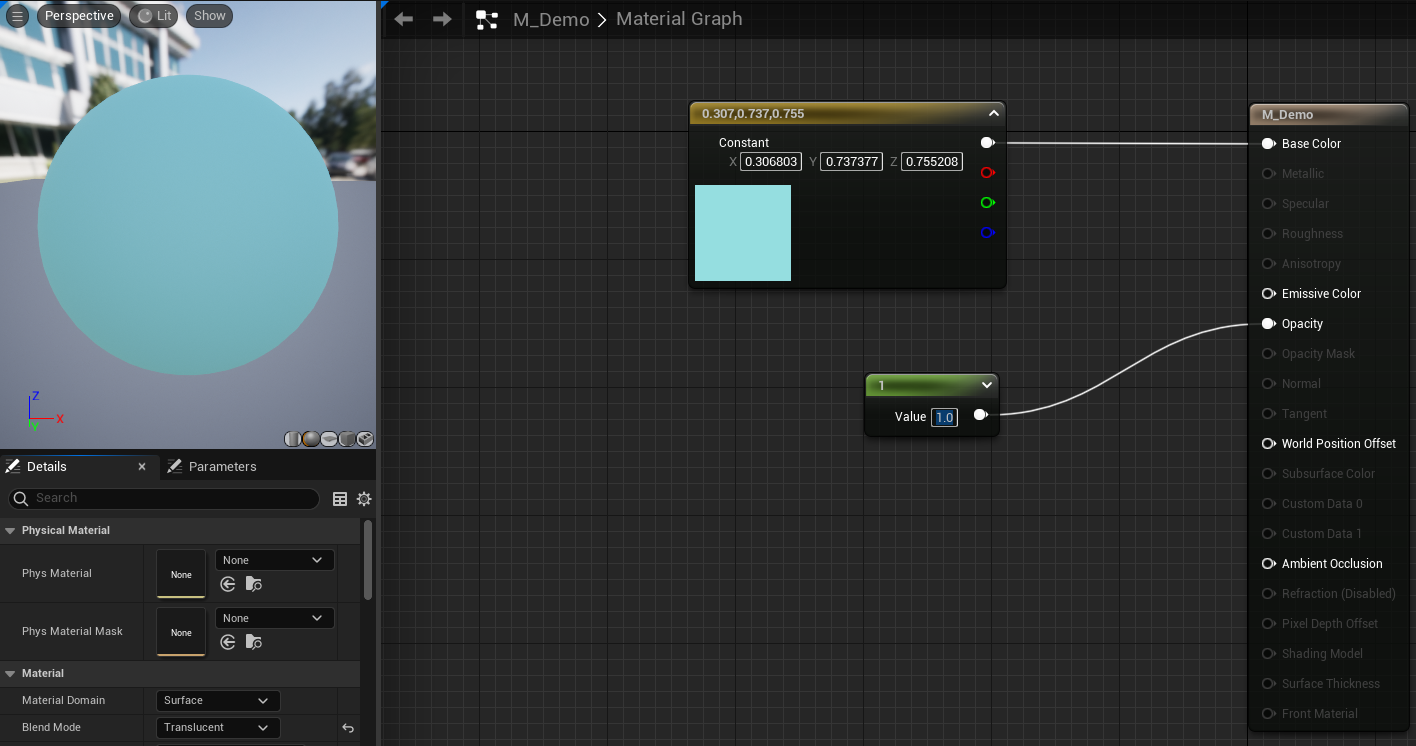 Perspective Lit Show
Z
X
Y
Details
Parameters
Search
Physical Material
Phys Material
None
None
Phys Material Mask
None
None
Material
Material Domain
Surface
Blend Mode
Translucent
M_Demo
Material Graph
0.307,0.737,0.755
Constant
X 0.306803 Y 0.737377 Z 0.755208
1
Value 1.0
M_Demo
Base Color
Metallic
Specular
Roughness
Anisotropy
Emissive Color
Opacity
Opacity Mask
Normal
Tangent
World Position Offset
Subsurface Color
Custom Data 0
Custom Data 1
Ambient Occlusion
Refraction (Disabled)
Pixel Depth Offset
Shading Model
Surface Thickness
Front Material